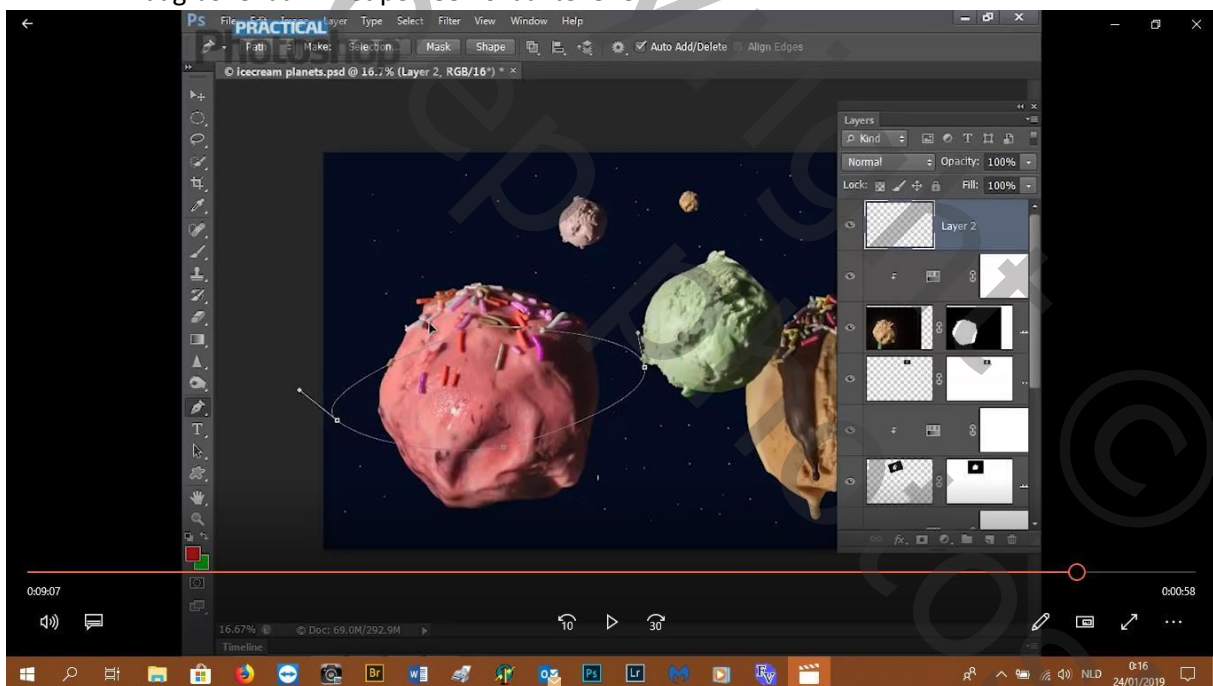 Ps File Edit Image Layer Type Select Filter View Window Help
PRACTICAL
Photoshop
Path Make: Selection... Mask Shape Auto Add/Delete Align Edges
© icecream planets.psd @ 16.7% (Layer 2, RGB/16*) * ×
Layers
Kind
Normal Opacity: 100%
Lock: Fill: 100%
Layer 2
0:09:07
0:00:58
10
30
16.67% © Doc: 69.0M/292.9M
Timeline
Br Ps Lr NLD
0:16
24/01/2019